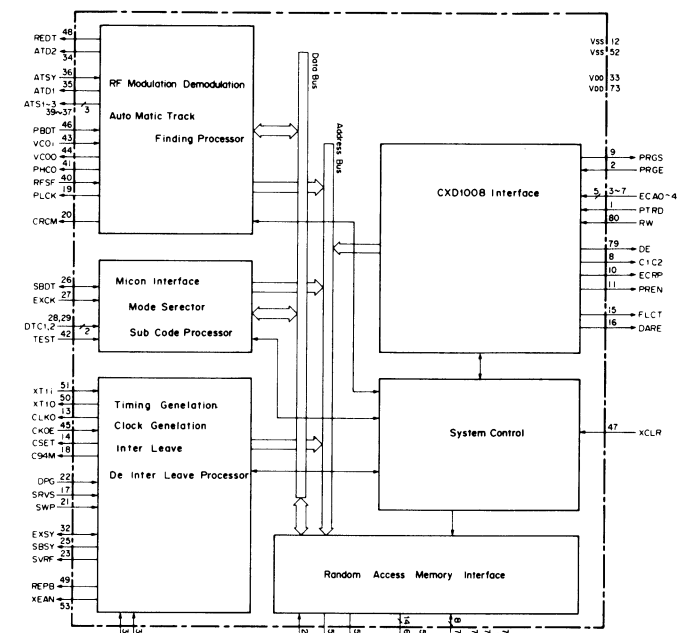 REDT 48
ATD2 34
ATSY 36
ATD1 35
ATS1~3 3
39~37
PBDT 46
VCOi 43
VCOO 44
PHCO 41
RFSF 40
PLCK 19
CRCM 20
RF Modulation Demodulation
Auto Matic Track
Finding Processor
SBDT 26
EXCK 27
28,29
DTC1,2 2
TEST 42
Micon Interface
Mode Serector
Sub Code Processor
XT1i 51
XT1O 50
CLKO 13
CKOE 45
CSET 14
C94M 18
DPG 22
SRVS 17
SWP 21
EXSY 32
SBSY 25
SVRF 23
REPB 49
XEAN 53
Timing Genelation
Clock Genelation
Inter Leave
De Inter Leave Processor
Data Bus
Address Bus
CXD1008 Interface
System Control
Random Access Memory Interface
VSS 12
VSS 52
VDD 33
VDD 73
9 PRGS
2 PRGE
5 3~7 ECAO~4
1 PTRD
80 RW
79 DE
8 C1C2
10 ECRP
11 PREN
15 FLCT
16 DARE
47 XCLR
14
8